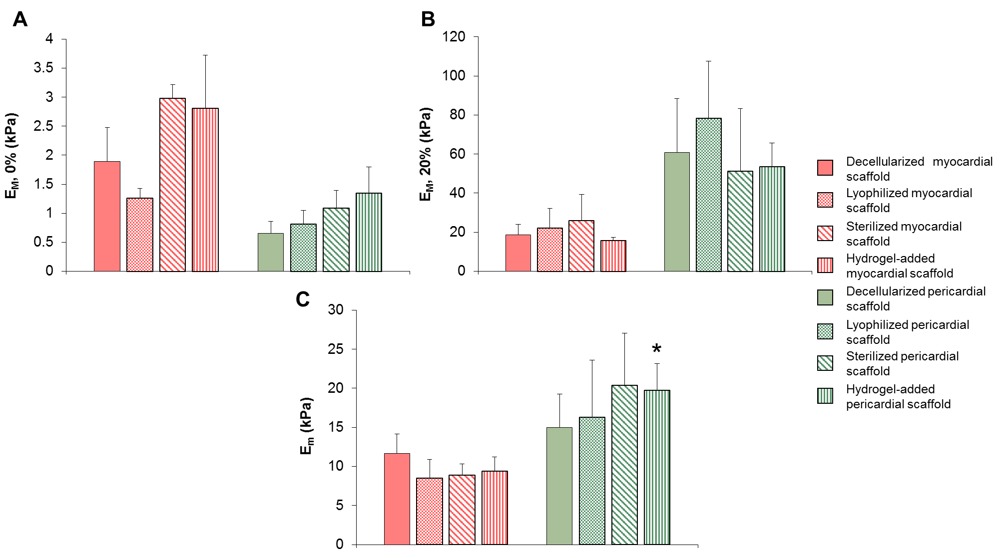 A
4
3.5
3
2.5
2
1.5
1
0.5
0
EM, 0% (kPa)
B
120
100
80
60
40
20
0
EM, 20% (kPa)
C
30
25
20
15
10
5
0
Em (kPa)
*
Decellularized myocardial
scaffold
Lyophilized myocardial
scaffold
Sterilized myocardial
scaffold
Hydrogel-added
myocardial scaffold
Decellularized pericardial
scaffold
Lyophilized pericardial
scaffold
Sterilized pericardial
scaffold
Hydrogel-added
pericardial scaffold